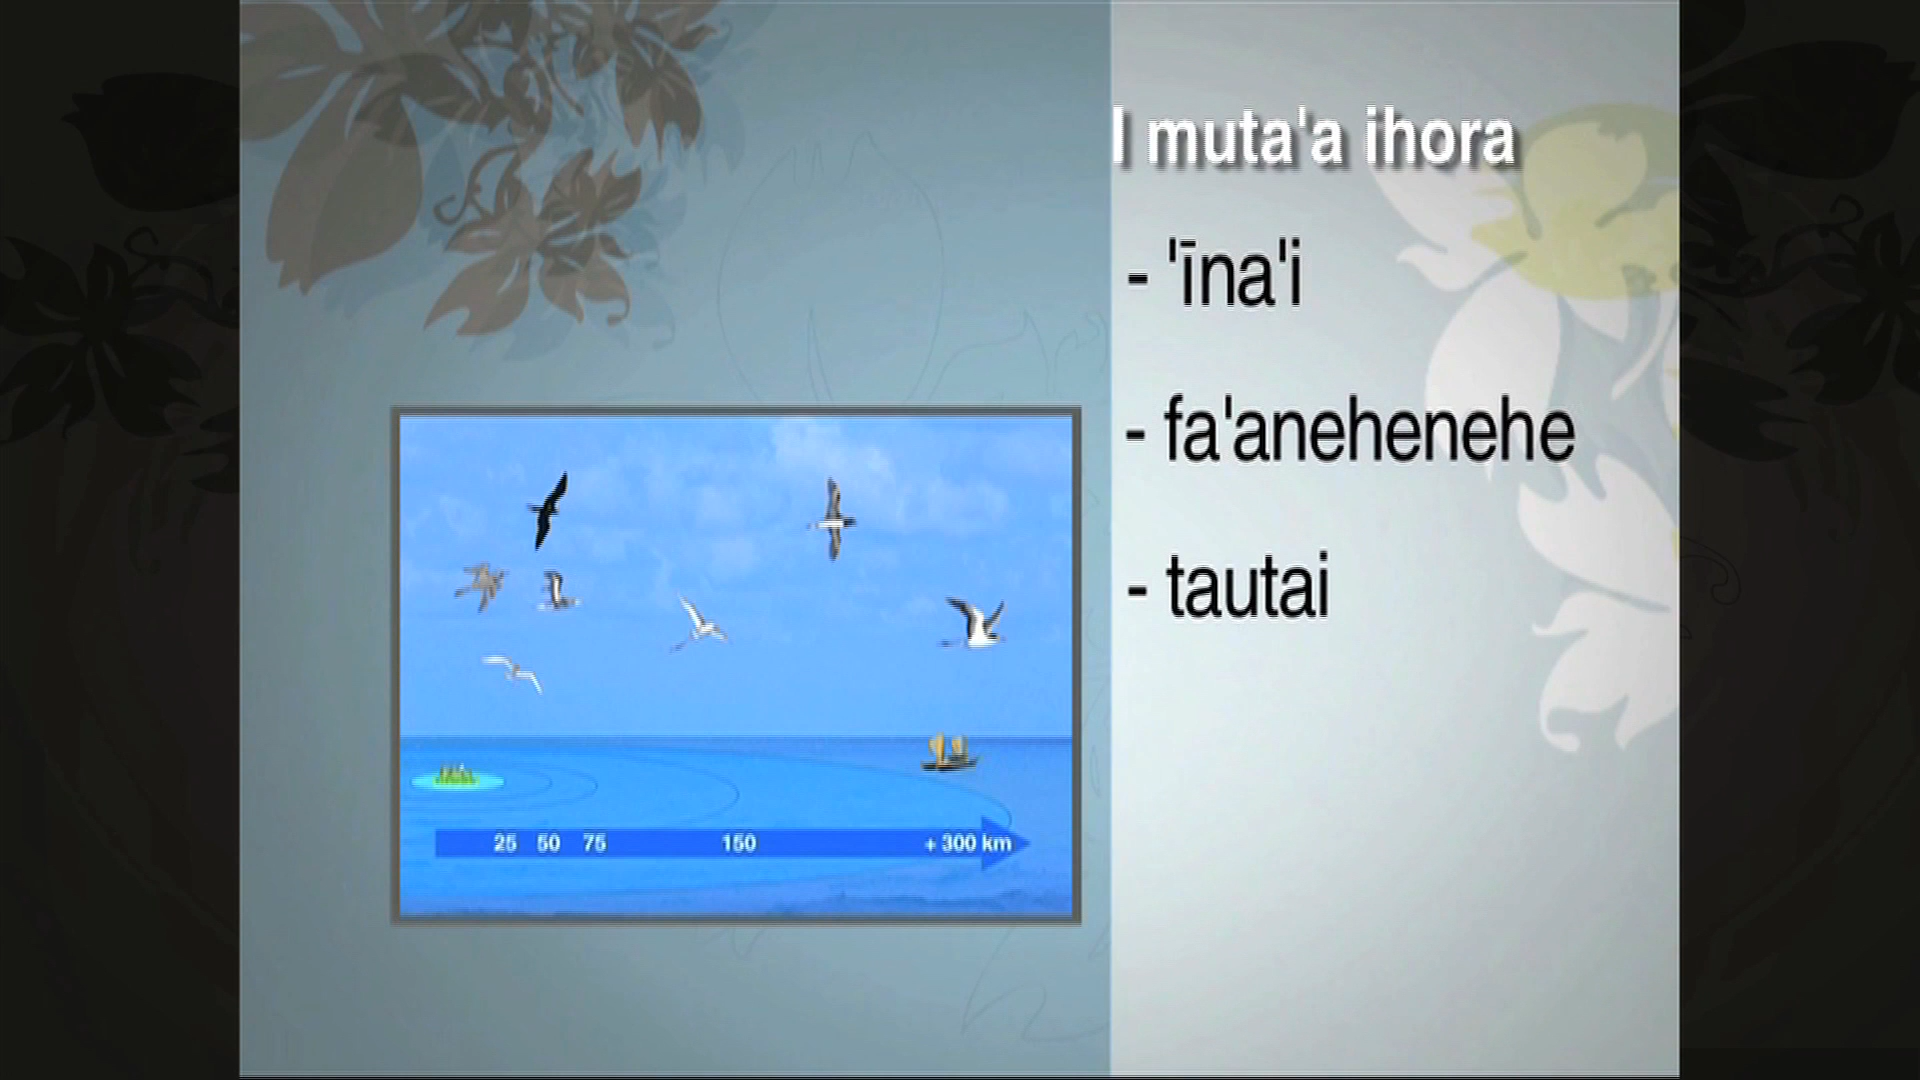 I muta'a ihora
- 'īna'i
- fa'anehenehe
- tautai
25 50 75 150 + 300 km